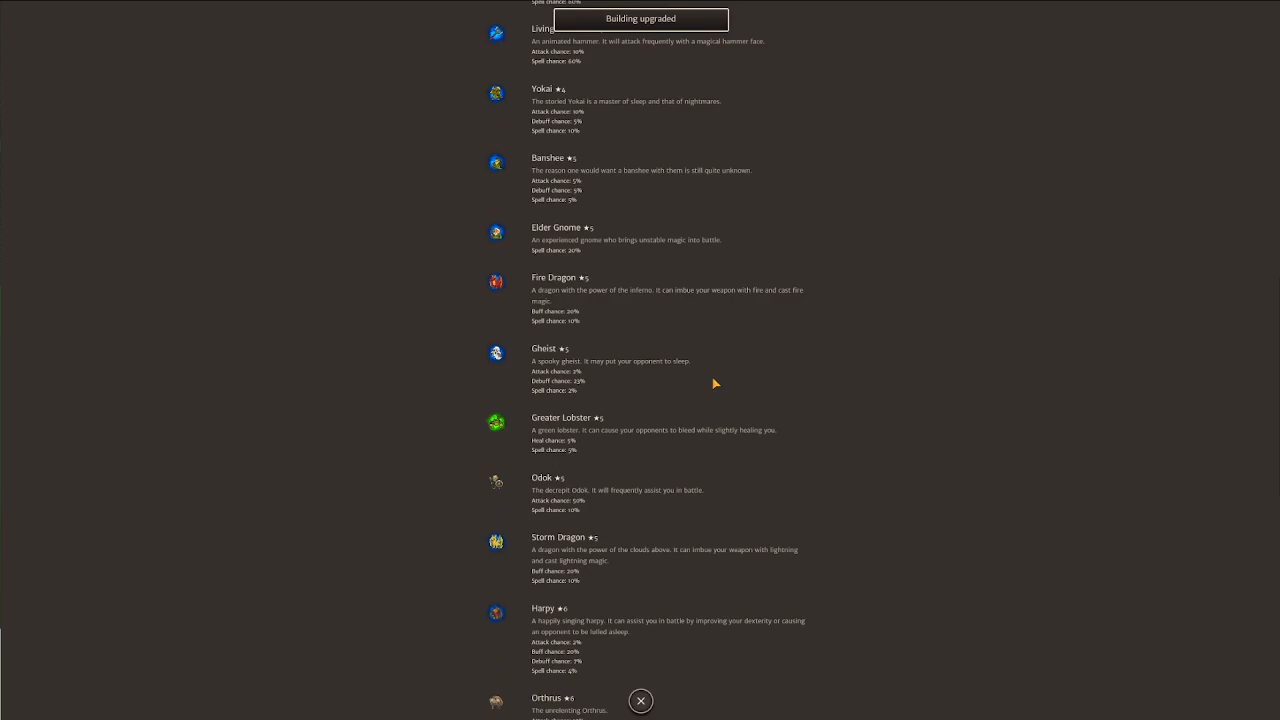 Spell chance: 60%
Building upgraded
Living
An animated hammer. It will attack frequently with a magical hammer face.
Attack chance: 10%
Spell chance: 60%
Yokai ★4
The storied Yokai is a master of sleep and that of nightmares.
Attack chance: 10%
Debuff chance: 5%
Spell chance: 10%
Banshee ★5
The reason one would want a banshee with them is still quite unknown.
Attack chance: 5%
Debuff chance: 5%
Spell chance: 5%
Elder Gnome ★5
An experienced gnome who brings unstable magic into battle.
Spell chance: 20%
Fire Dragon ★5
A dragon with the power of the inferno. It can imbue your weapon with fire and cast fire
magic.
Buff chance: 20%
Spell chance: 10%
Gheist ★5
A spooky gheist. It may put your opponent to sleep.
Attack chance: 2%
Debuff chance: 23%
Spell chance: 2%
Greater Lobster ★5
A green lobster. It can cause your opponents to bleed while slightly healing you.
Heal chance: 5%
Spell chance: 5%
Odok ★5
The decrepit Odok. It will frequently assist you in battle.
Attack chance: 50%
Spell chance: 10%
Storm Dragon ★5
A dragon with the power of the clouds above. It can imbue your weapon with lightning
and cast lightning magic.
Buff chance: 20%
Spell chance: 10%
Harpy ★6
A happily singing harpy. It can assist you in battle by improving your dexterity or causing
an opponent to be lulled asleep.
Attack chance: 2%
Buff chance: 20%
Debuff chance: 7%
Spell chance: 4%
Orthrus ★6
The unrelenting Orthrus.